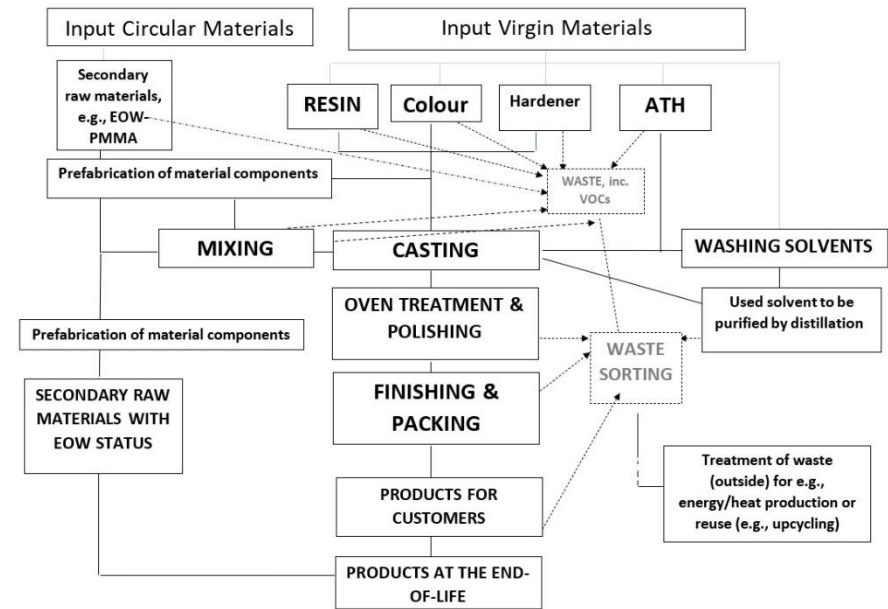 Input Circular Materials
Input Virgin Materials
Secondary
raw materials,
e.g., EOW-
PMMA
RESIN
Colour
Hardener
ATH
Prefabrication of material components
WASTE, inc.
VOCs
MIXING
CASTING
WASHING SOLVENTS
OVEN TREATMENT &
POLISHING
Used solvent to be
purified by distillation
Prefabrication of material components
WASTE
SORTING
SECONDARY RAW
MATERIALS WITH
EOW STATUS
FINISHING &
PACKING
Treatment of waste
(outside) for e.g.,
energy/heat production or
reuse (e.g., upcycling)
PRODUCTS FOR
CUSTOMERS
PRODUCTS AT THE END-
OF-LIFE